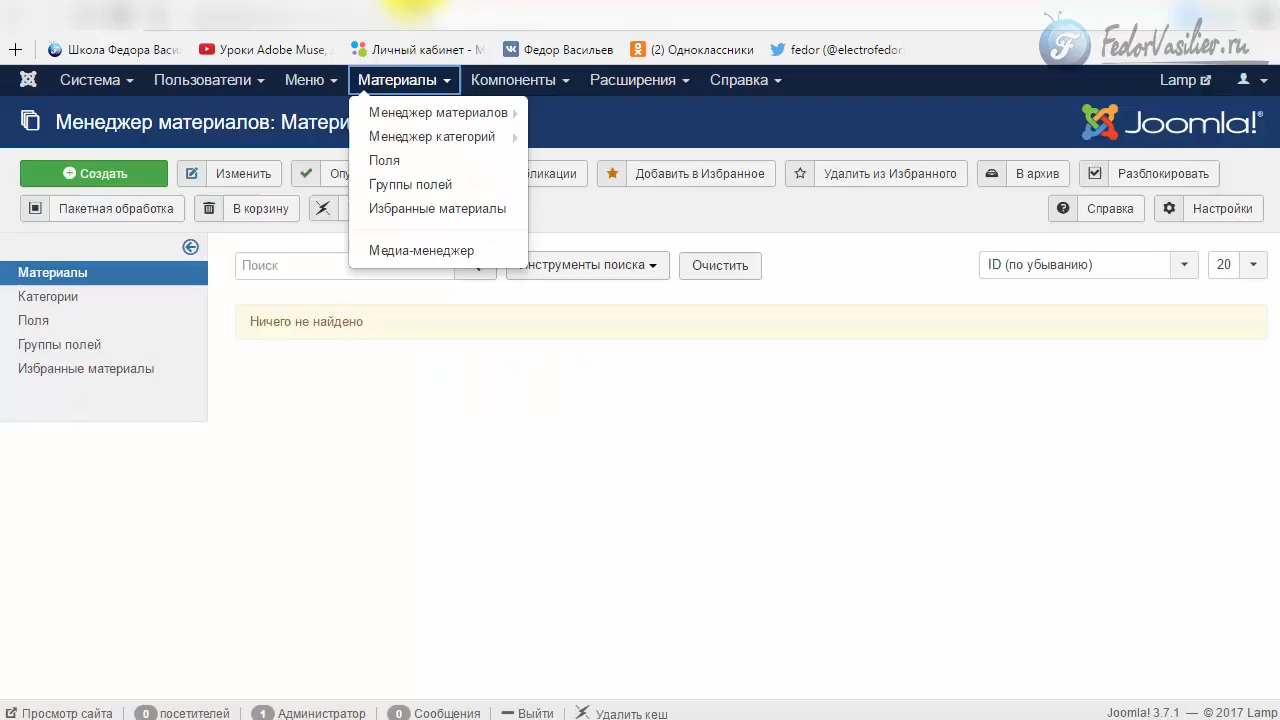 Школа Федора Васи
Уроки Adobe Muse,
Личный кабинет - М
Федор Васильев
(2) Одноклассники
fedor (@electrofedor
FedorVasiliev.ru
Система
Пользователи
Меню
Материалы
Компоненты
Расширения
Справка
Lamp
Менеджер материалов: Матери
Joomla!®
Менеджер материалов
Менеджер категорий
Поля
Группы полей
Избранные материалы
Медиа-менеджер
Создать
Изменить
Опу
бликации
Добавить в Избранное
Удалить из Избранного
В архив
Разблокировать
Пакетная обработка
В корзину
Справка
Настройки
Материалы
Категории
Поля
Группы полей
Избранные материалы
Поиск
нструменты поиска
Очистить
ID (по убыванию)
20
Ничего не найдено
Просмотр сайта
0 посетителей
1 Администратор
0 Сообщения
Выйти
Удалить кеш
Joomla! 3.7.1 — © 2017 Lamp